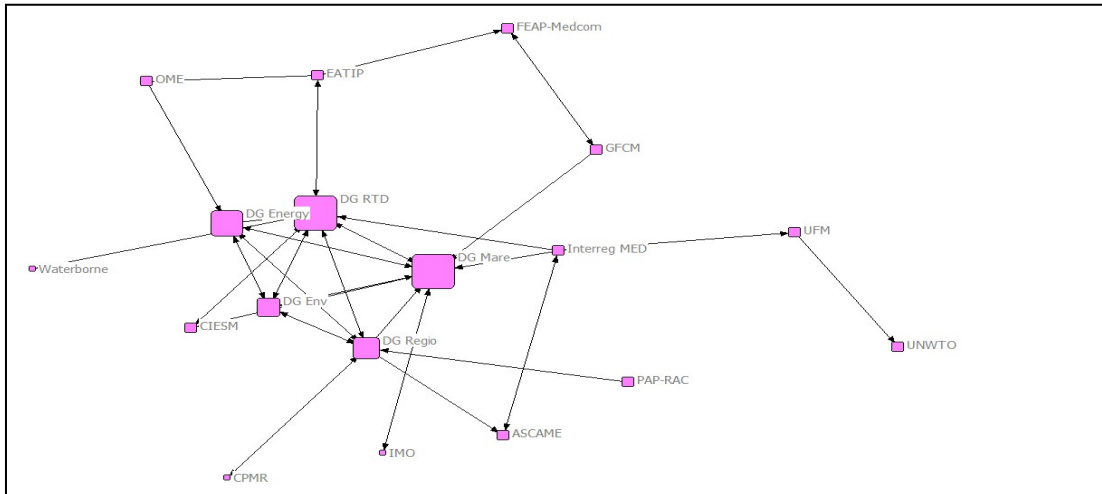 FEAP-Medcom
OME
EATIP
GFCM
DG RTD
DG Energy
UFM
Interreg MED
DG Mare
Waterborne
DG Env
CIESM
DG Regio
UNWTO
PAP-RAC
ASCAME
IMO
CPMR